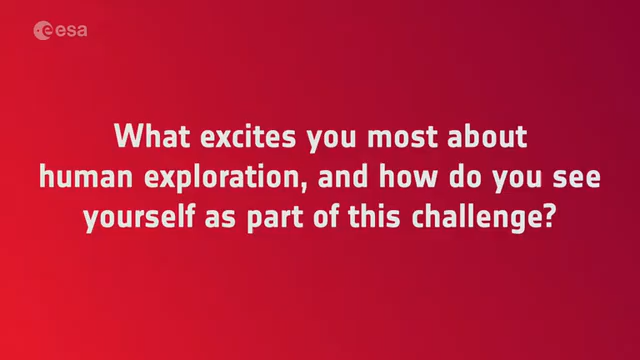 esa
What excites you most about
human exploration, and how do you see
yourself as part of this challenge?